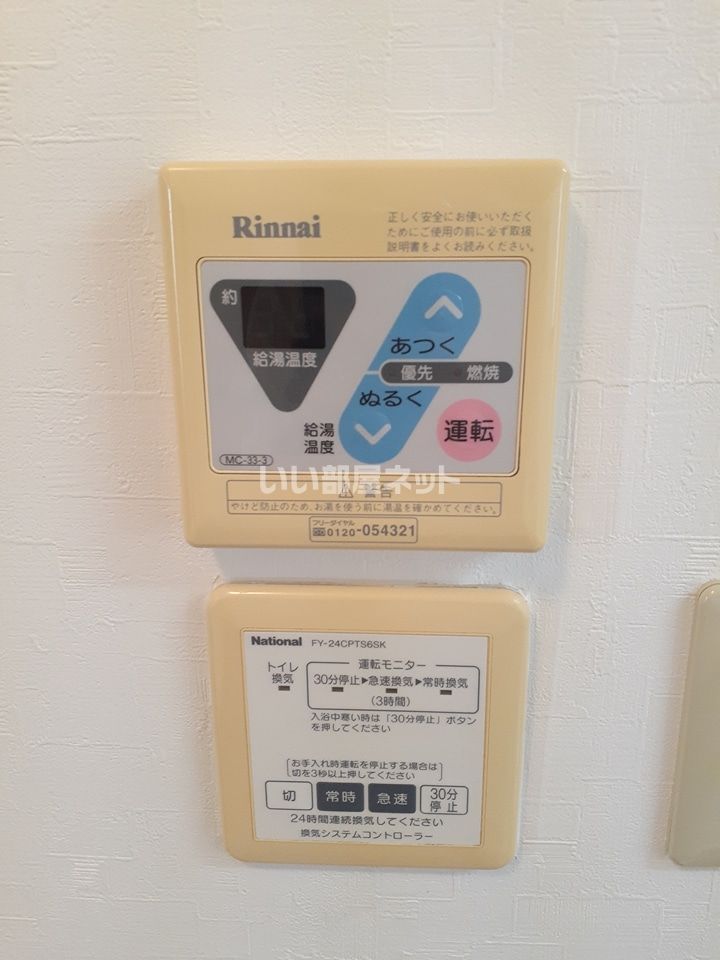 Rinnai
正しく安全にお使いいただく
ためにご使用の前に必ず取扱
説明書をよくお読みください。
約
給湯温度
あつく
優先 燃焼
ぬるく
給湯
温度
運転
MC-33-3
いい部屋ネット
警告
やけど防止のため、お湯を使う前に湯温を確かめてください。
フリーダイヤル
0120-054321
National FY-24CPTS6SK
トイレ
換気
運転モニター
30分停止▶急速換気▶常時換気
(3時間)
入浴中寒い時は「30分停止」ボタン
を押してください
お手入れ時運転を停止する場合は
切を3秒以上押してください
切 常時 急速 30分
停止
24時間連続換気してください
換気システムコントローラー